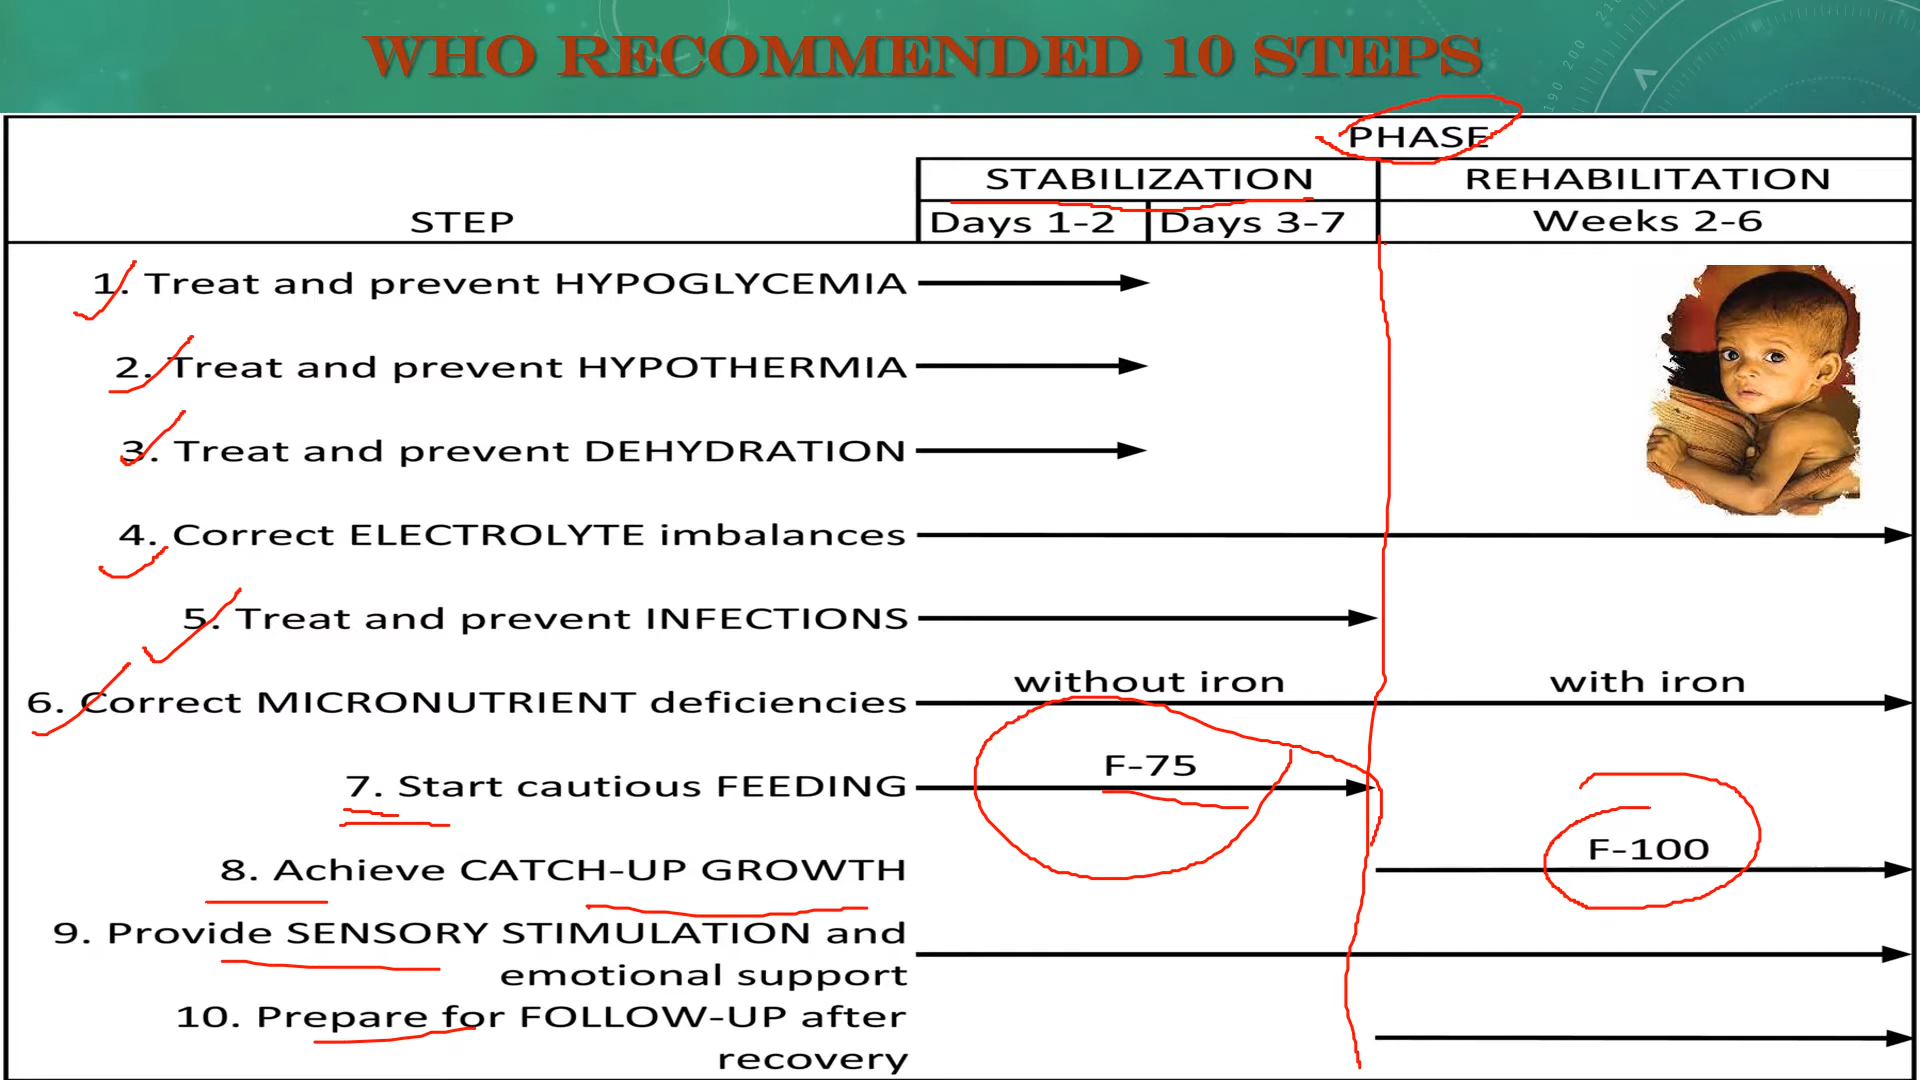 WHO RECOMMENDED 10 STEPS
PHASE
STABILIZATION REHABILITATION
STEP Days 1-2 Days 3-7 Weeks 2-6
1. Treat and prevent HYPOGLYCEMIA
2. Treat and prevent HYPOTHERMIA
3. Treat and prevent DEHYDRATION
4. Correct ELECTROLYTE imbalances
5. Treat and prevent INFECTIONS
without iron with iron
6. Correct MICRONUTRIENT deficiencies
F-75
7. Start cautious FEEDING
F-100
8. Achieve CATCH-UP GROWTH
9. Provide SENSORY STIMULATION and
emotional support
10. Prepare for FOLLOW-UP after
recovery
190 200 210